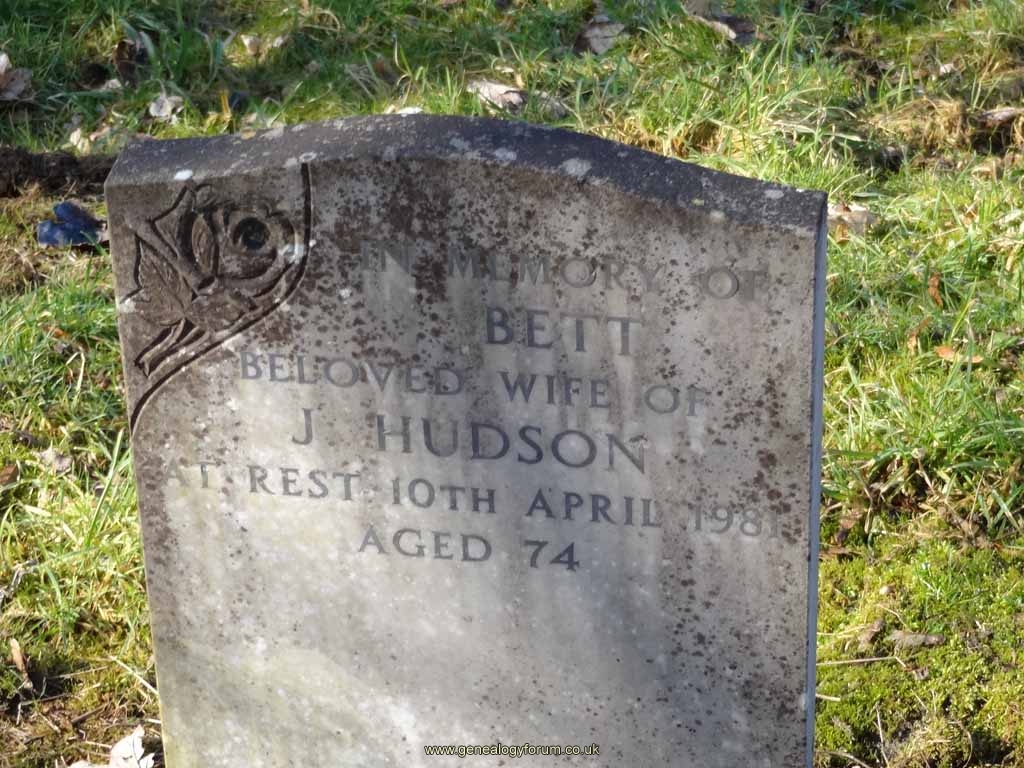 IN MEMORY OF
BETT
BELOVED WIFE OF
J HUDSON
AT REST 10TH APRIL 1981
AGED 74
www.genealogyforum.co.uk